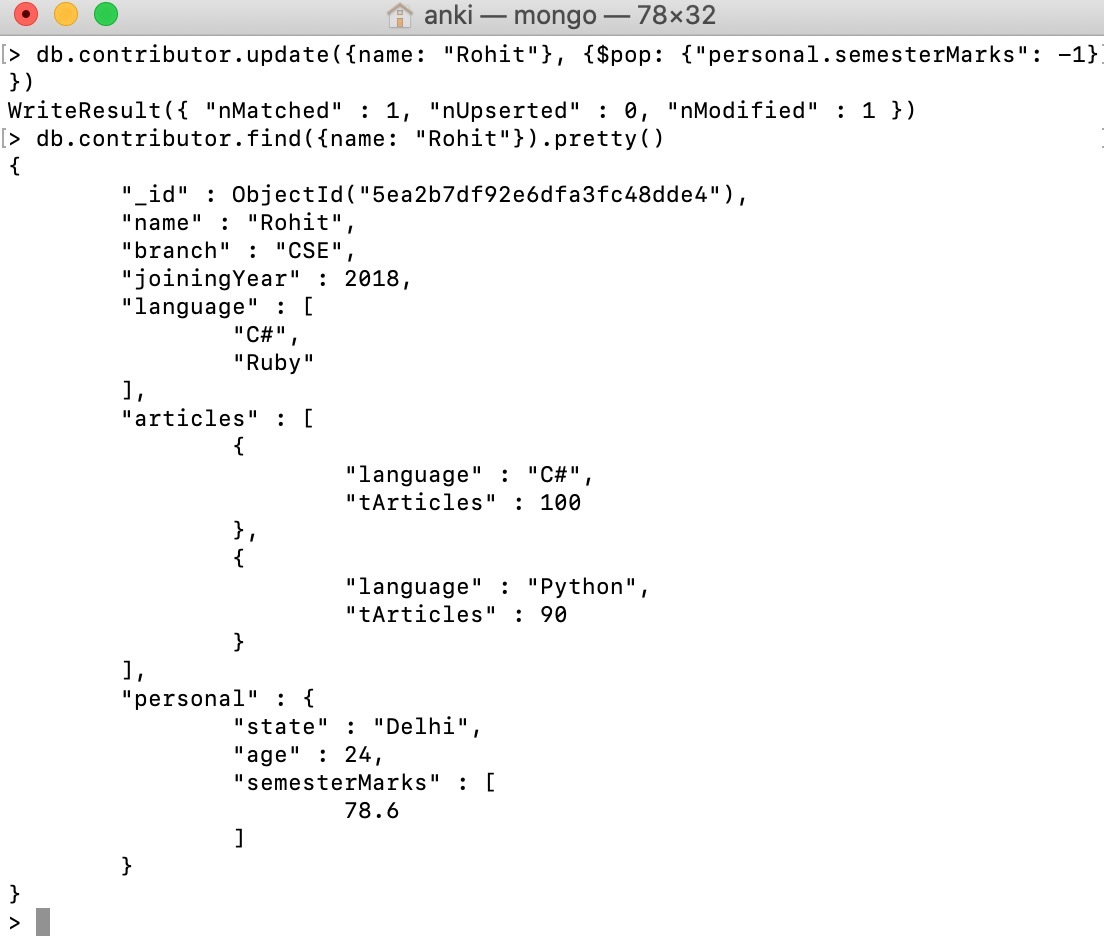 anki — mongo — 78×32
[> db.contributor.update({name: "Rohit"}, {$pop: {"personal.semesterMarks": -1}]
})
WriteResult({ "nMatched" : 1, "nUpserted" : 0, "nModified" : 1 })
[> db.contributor.find({name: "Rohit"}).pretty() ]
{
        "_id" : ObjectId("5ea2b7df92e6dfa3fc48dde4"),
        "name" : "Rohit",
        "branch" : "CSE",
        "joiningYear" : 2018,
        "language" : [
                "C#",
                "Ruby"
        ],
        "articles" : [
                {
                        "language" : "C#",
                        "tArticles" : 100
                },
                {
                        "language" : "Python",
                        "tArticles" : 90
                }
        ],
        "personal" : {
                "state" : "Delhi",
                "age" : 24,
                "semesterMarks" : [
                        78.6
                ]
        }
}
>